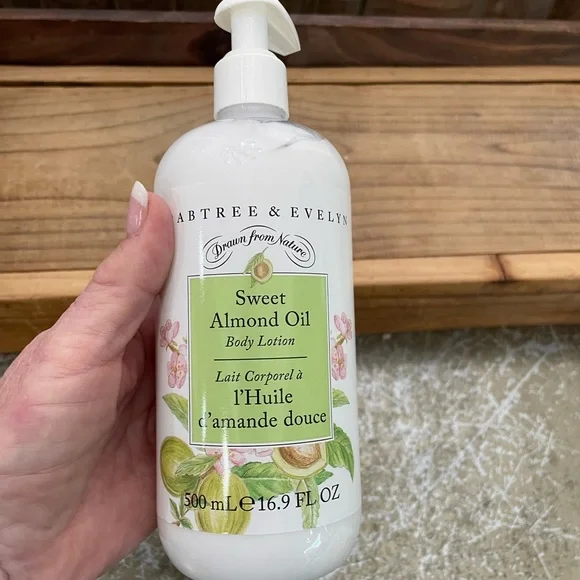 ABTREE & EVELYN
Drawn from Nature
Sweet
Almond Oil
Body Lotion
Lait Corporel à
l'Huile
d'amande douce
500 mL e 16.9 FL OZ